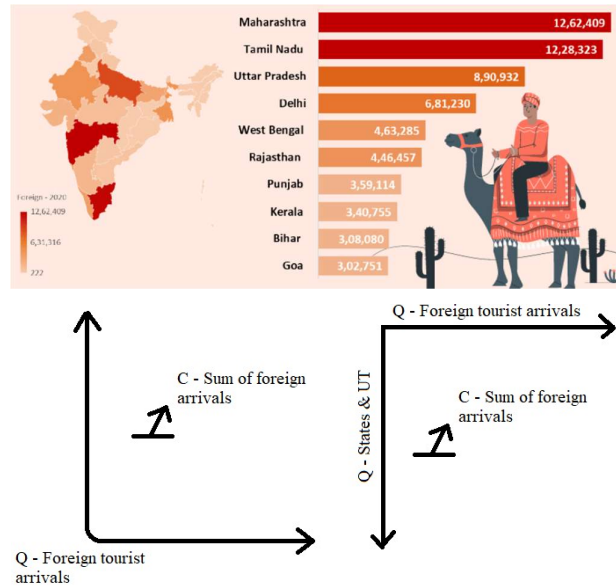 Maharashtra 12,62,409
Tamil Nadu 12,28,323
Uttar Pradesh 8,90,932
Delhi 6,81,230
West Bengal 4,63,285
Rajasthan 4,46,457
Punjab 3,59,114
Kerala 3,40,755
Bihar 3,08,080
Goa 3,02,751
Foreign - 2020
12,62,409
6,31,316
222
C - Sum of foreign
arrivals
Q - Foreign tourist
arrivals
Q - Foreign tourist arrivals
Q - States & UT
C - Sum of foreign
arrivals